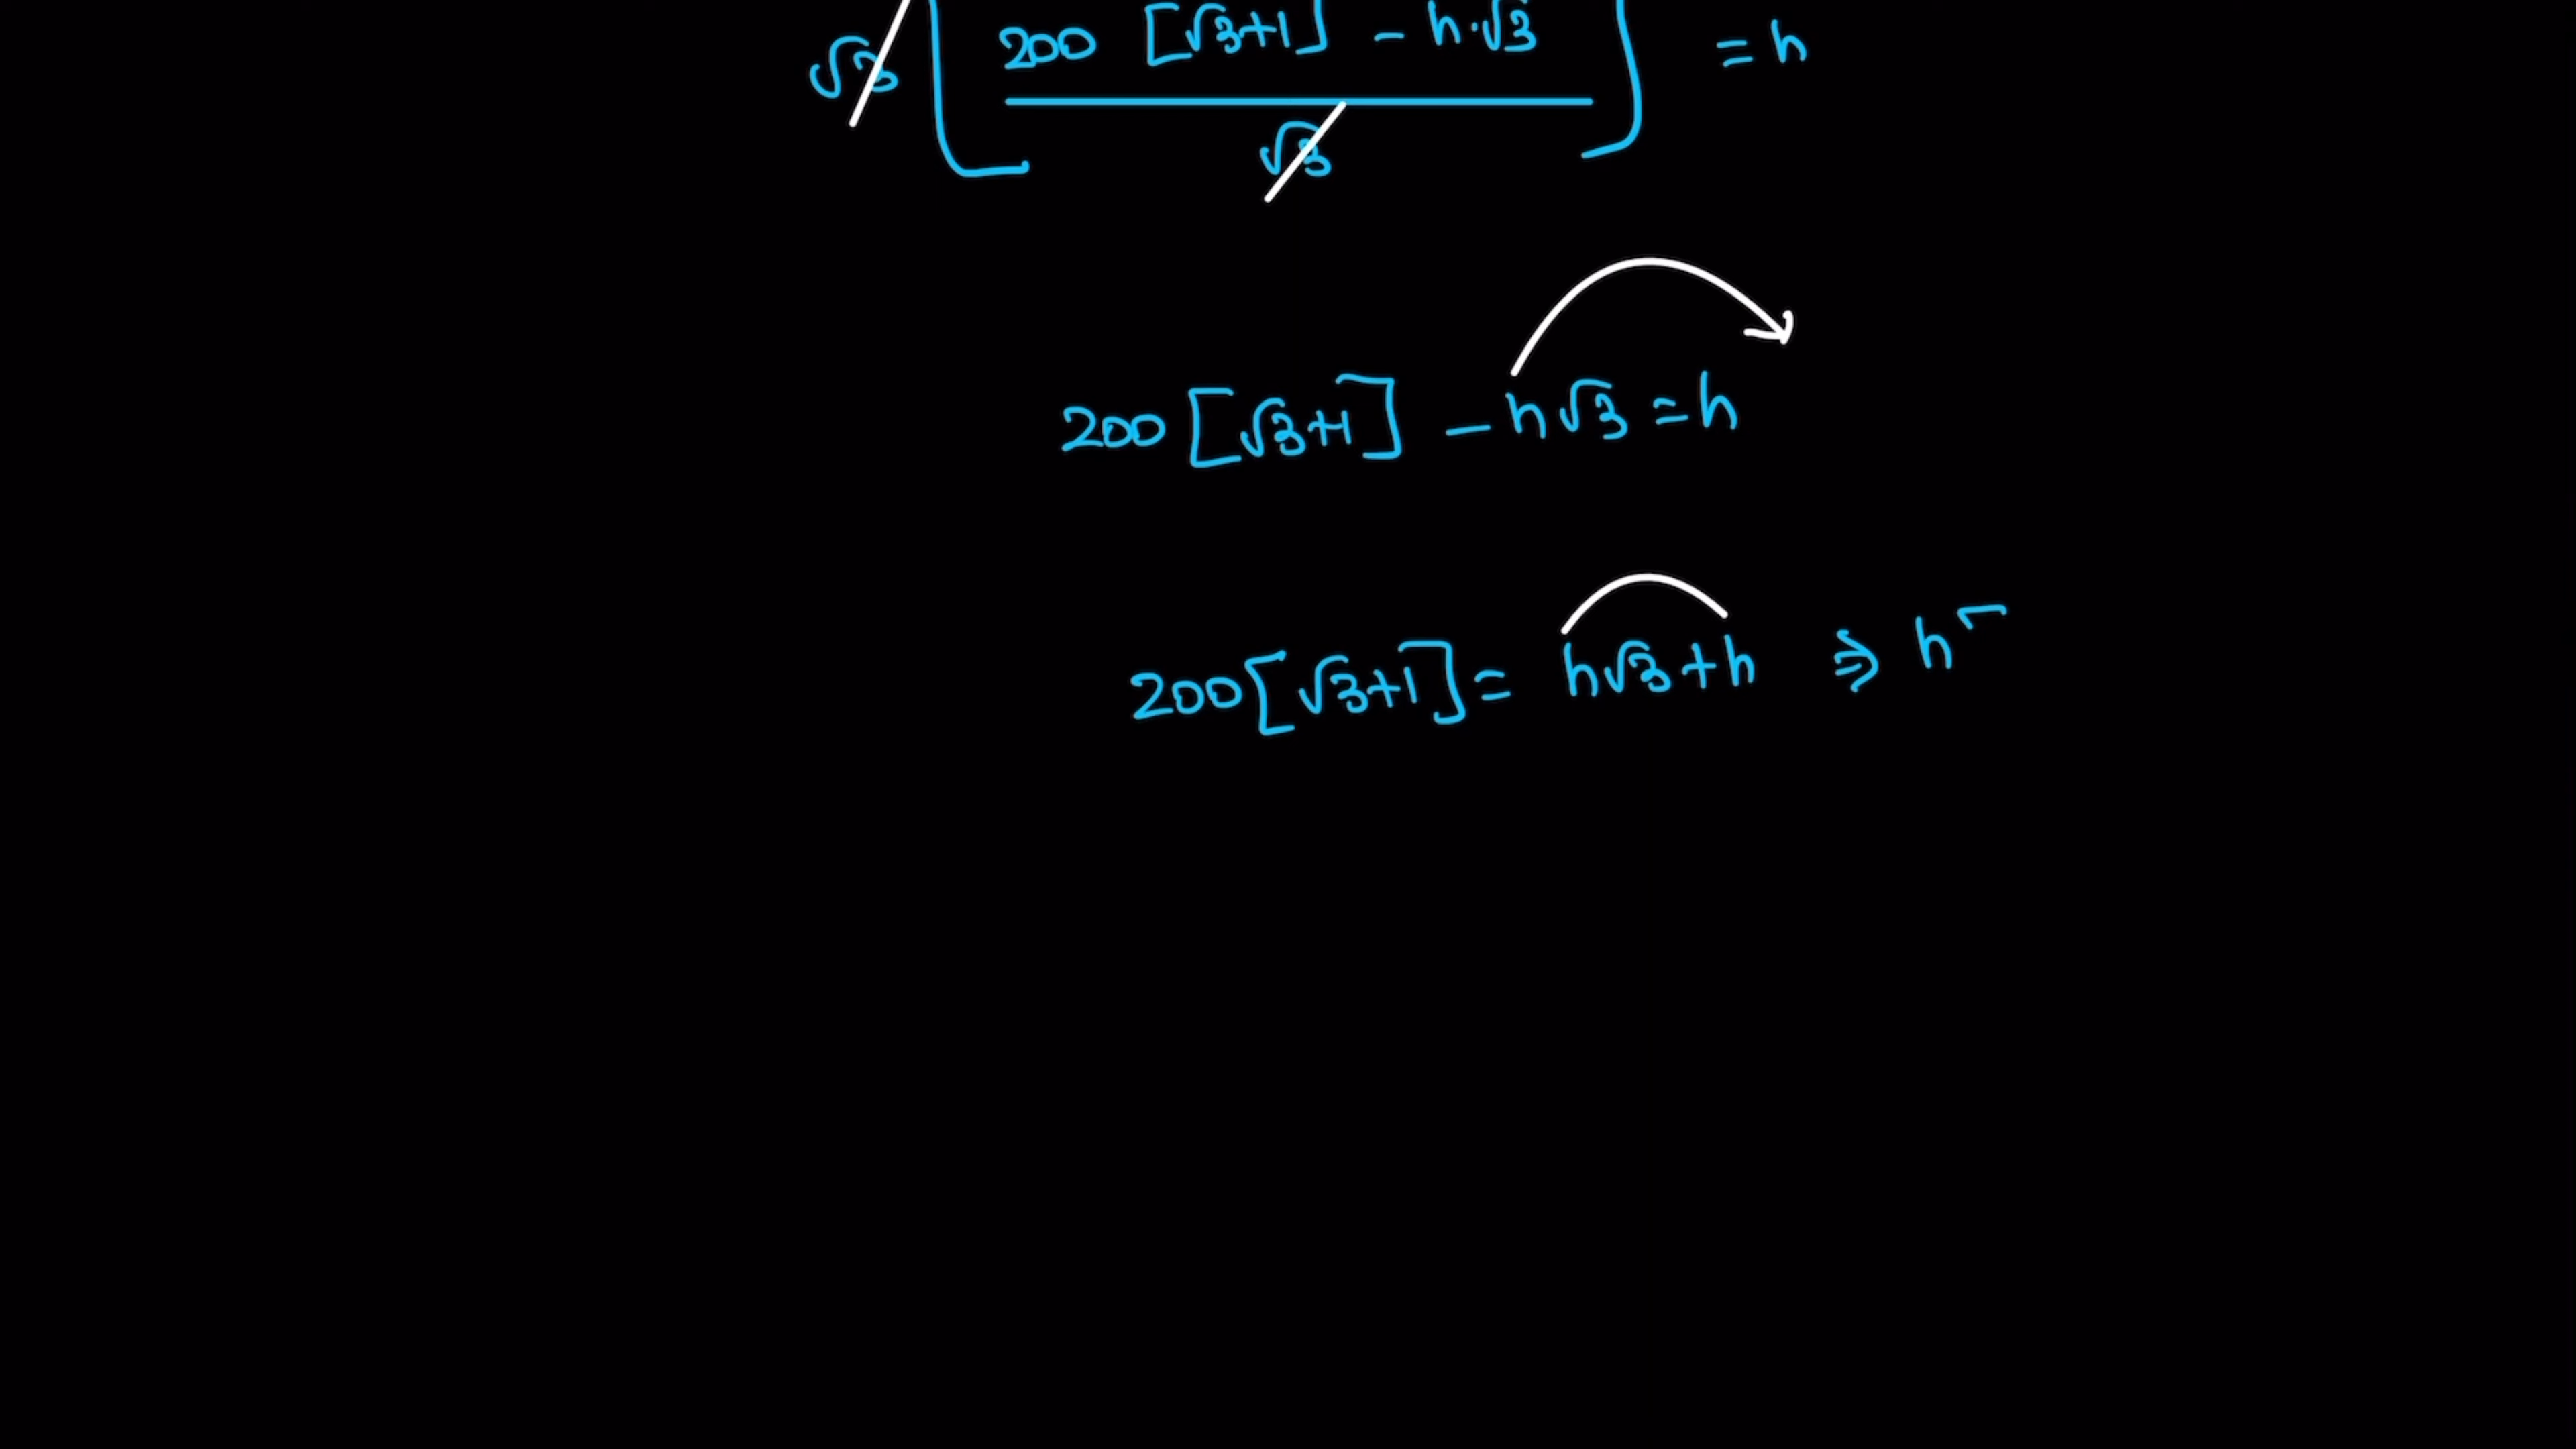 √3 [ 200 [√3+1] - h·√3 / √3 ] = h
200 [√3+1] - h√3 = h
200 [√3+1] = h√3 + h ⇒ h